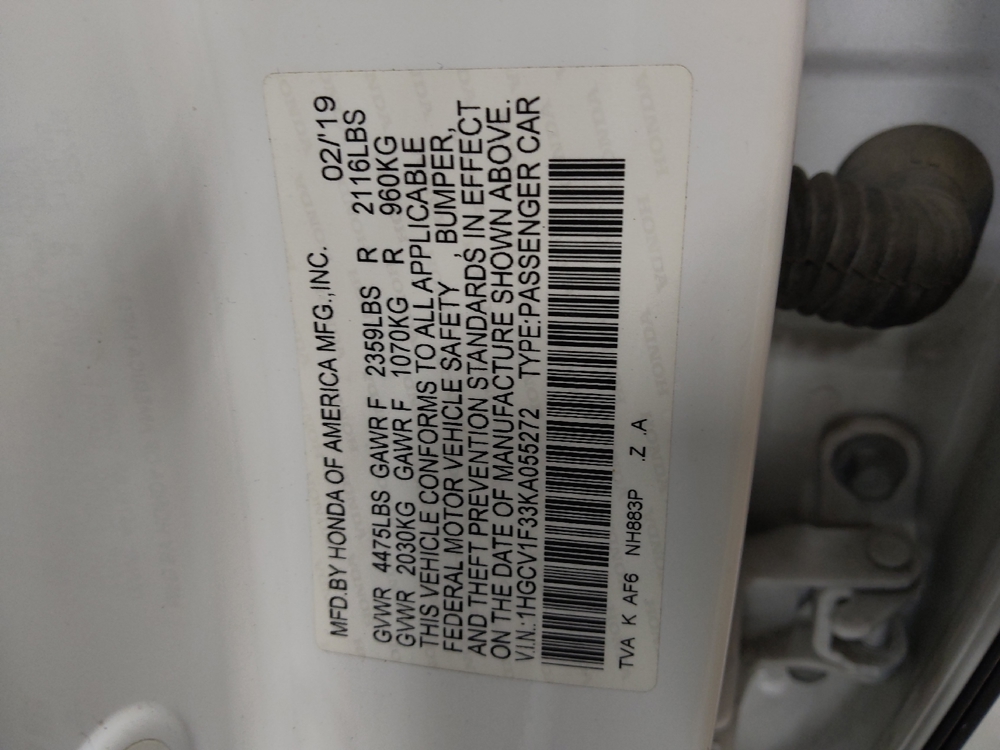 MFD.BY HONDA OF AMERICA MFG.,INC. 02/'19
GVWR 4475LBS GAWR F 2359LBS R 2116LBS
GVWR 2030KG GAWR F 1070KG R 960KG
THIS VEHICLE CONFORMS TO ALL APPLICABLE
FEDERAL MOTOR VEHICLE SAFETY , BUMPER,
AND THEFT PREVENTION STANDARDS, IN EFFECT
ON THE DATE OF MANUFACTURE SHOWN ABOVE.
V.I.N.:1HGCV1F33KA055272 TYPE:PASSENGER CAR
TVA K AF6 NH883P .Z .A